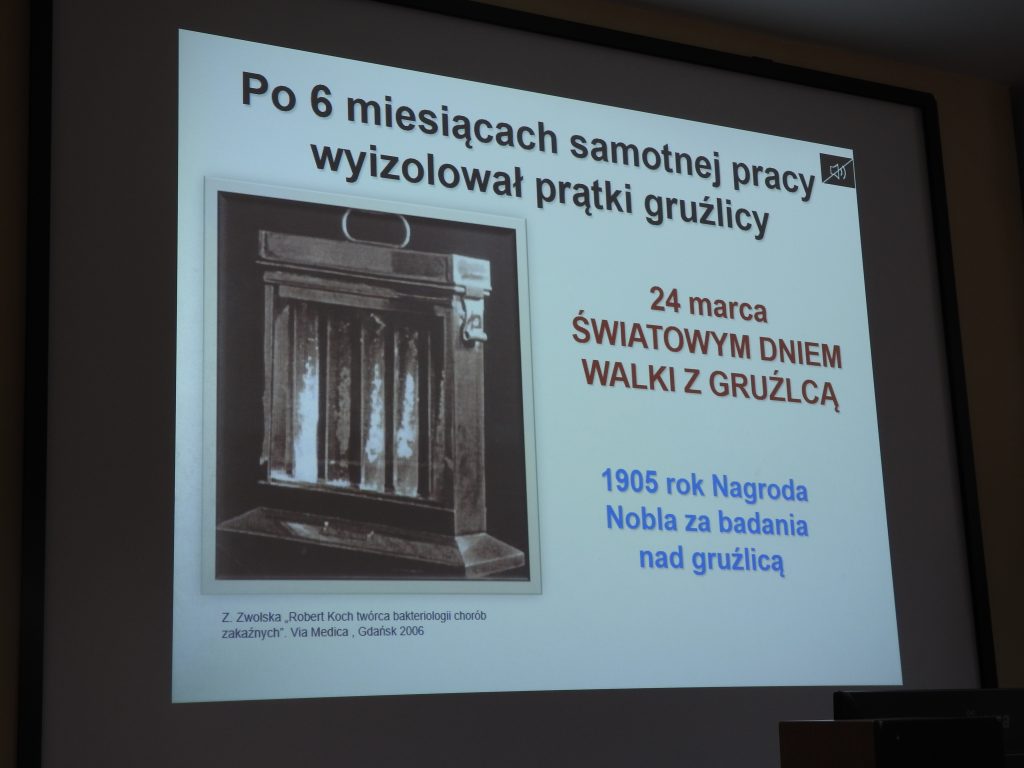 Po 6 miesiącach samotnej pracy
wyizolował prątki gruźlicy
24 marca
ŚWIATOWYM DNIEM
WALKI Z GRUŹLCĄ
1905 rok Nagroda
Nobla za badania
nad gruźlicą
Z. Zwolska „Robert Koch twórca bakteriologii chorób
zakaźnych”. Via Medica , Gdańsk 2006